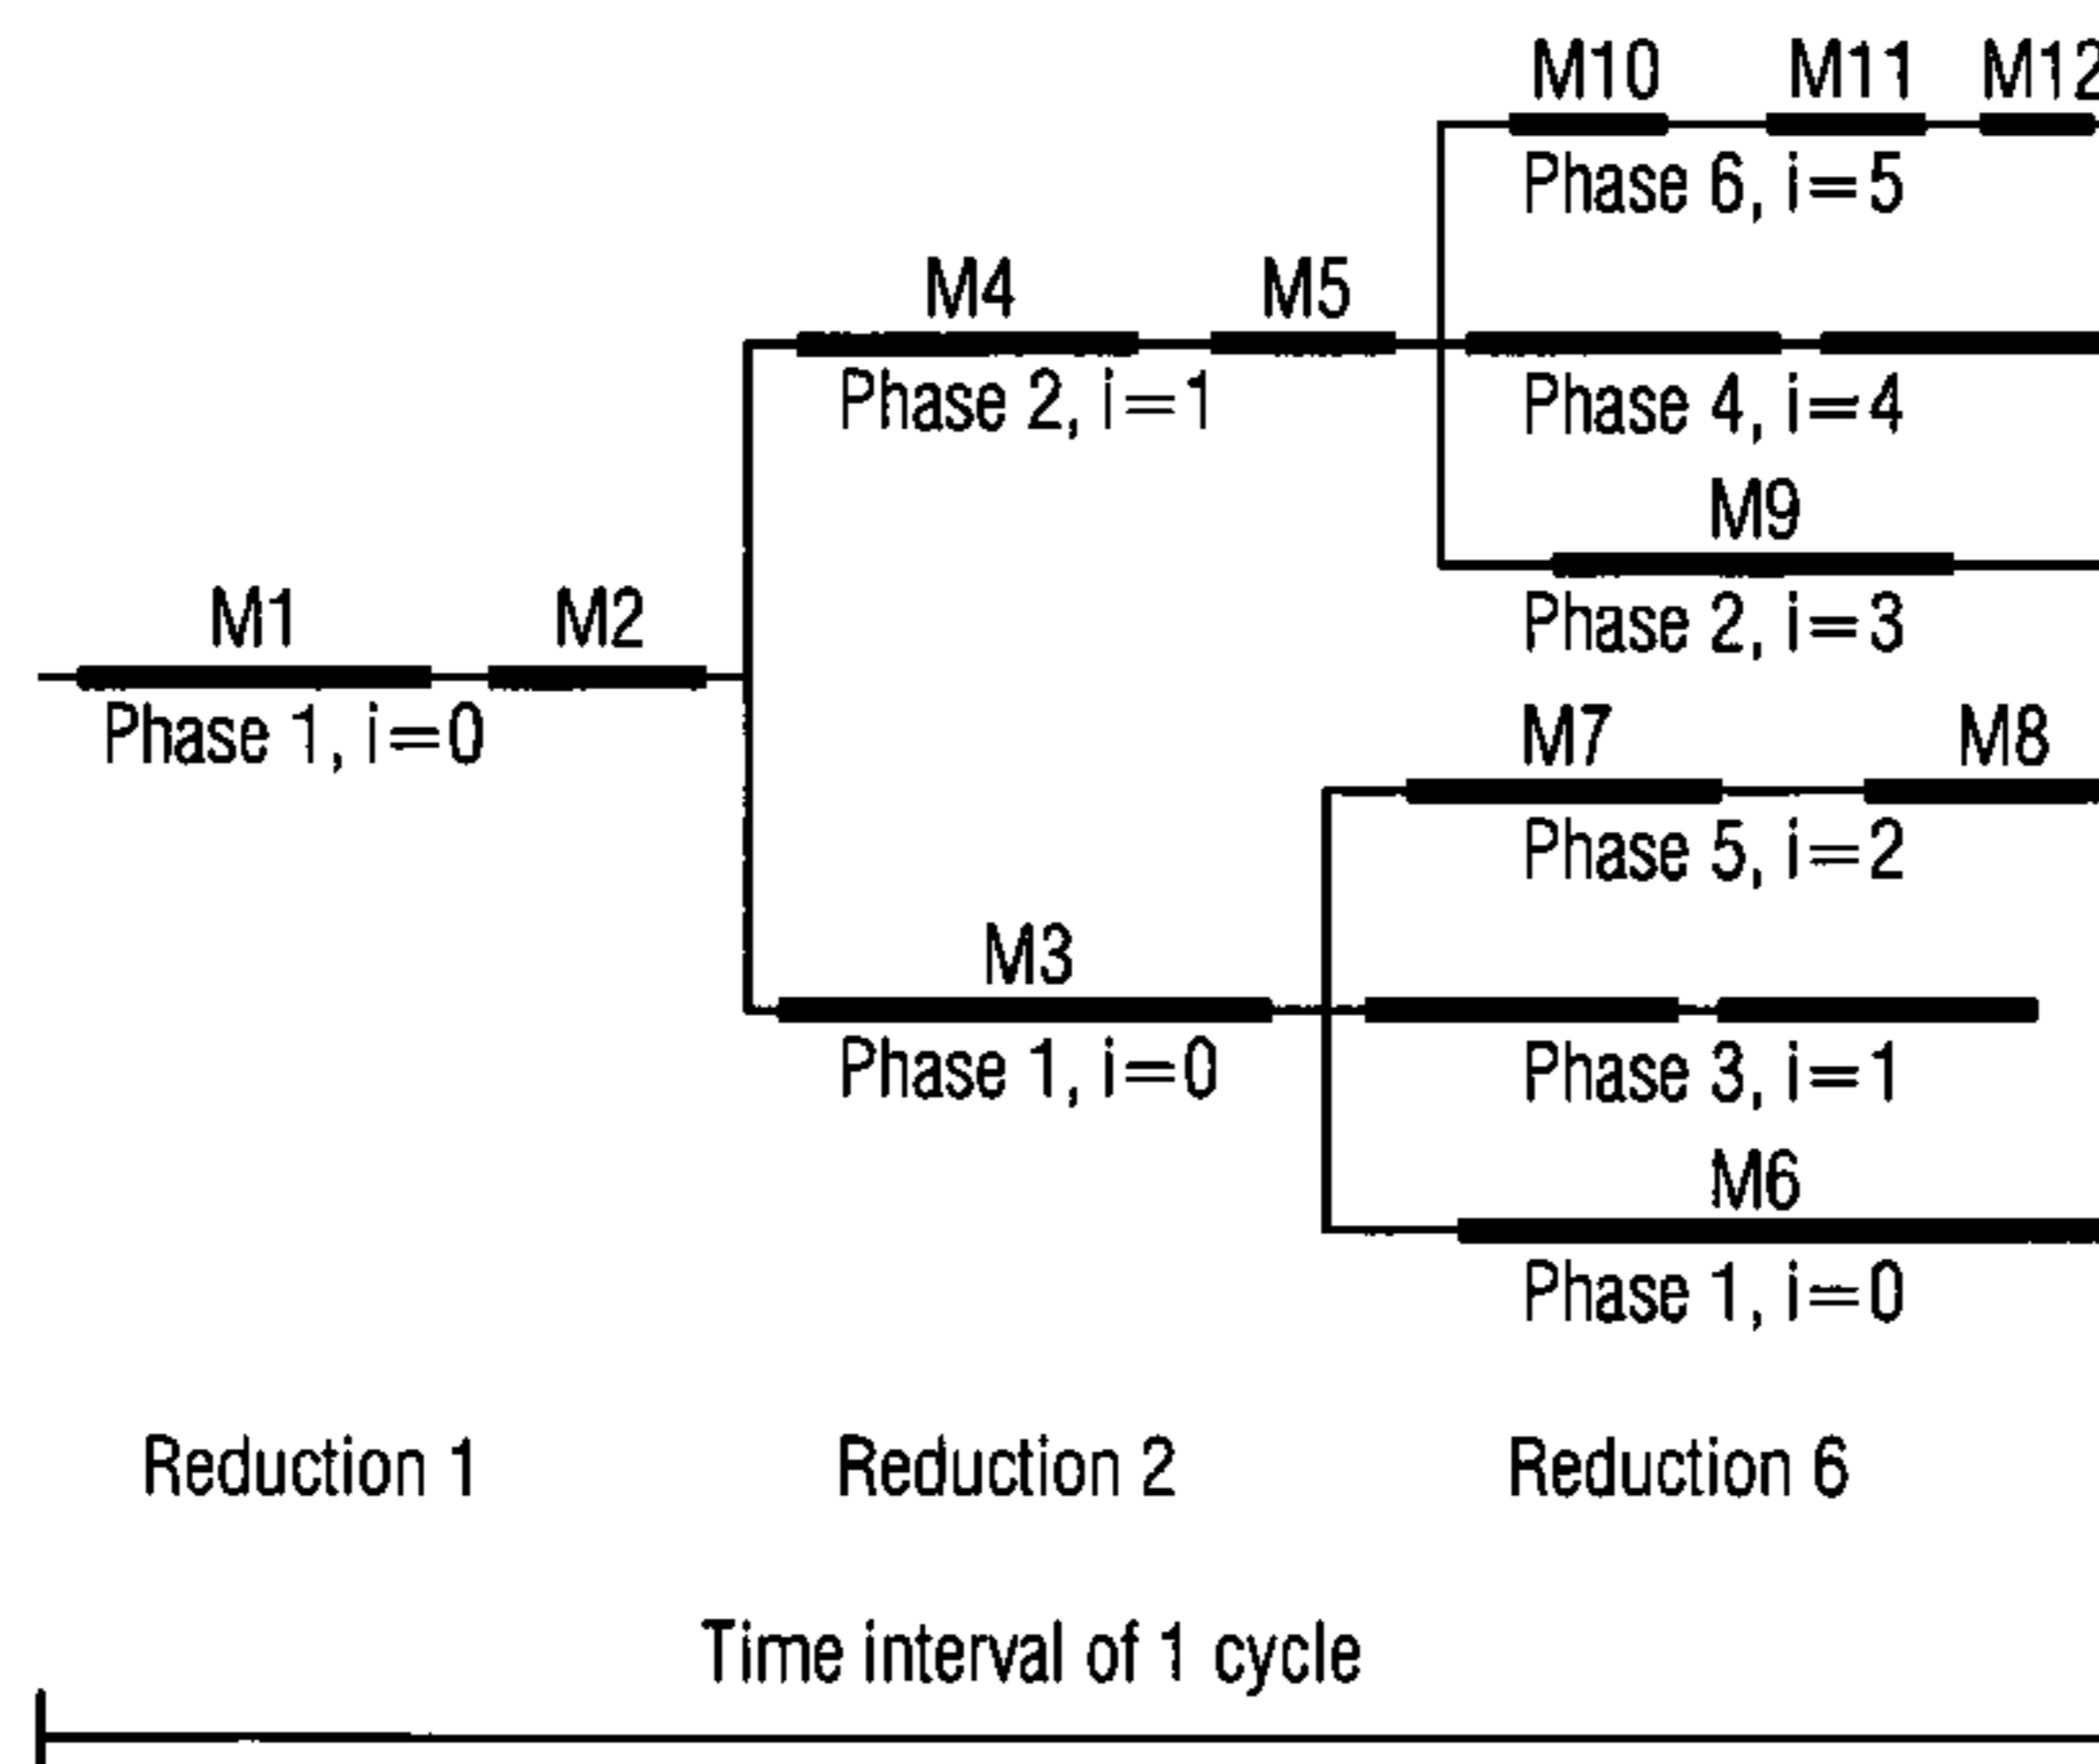 M10 M11 M12
Phase 6, i=5
M4 M5
Phase 2, i=1
Phase 4, i=4
M9
Phase 2, i=3
M1 M2
Phase 1, i=0
M7 M8
Phase 5, i=2
M3
Phase 1, i=0
Phase 3, i=1
M6
Phase 1, i=0
Reduction 1 Reduction 2 Reduction 6
Time interval of 1 cycle